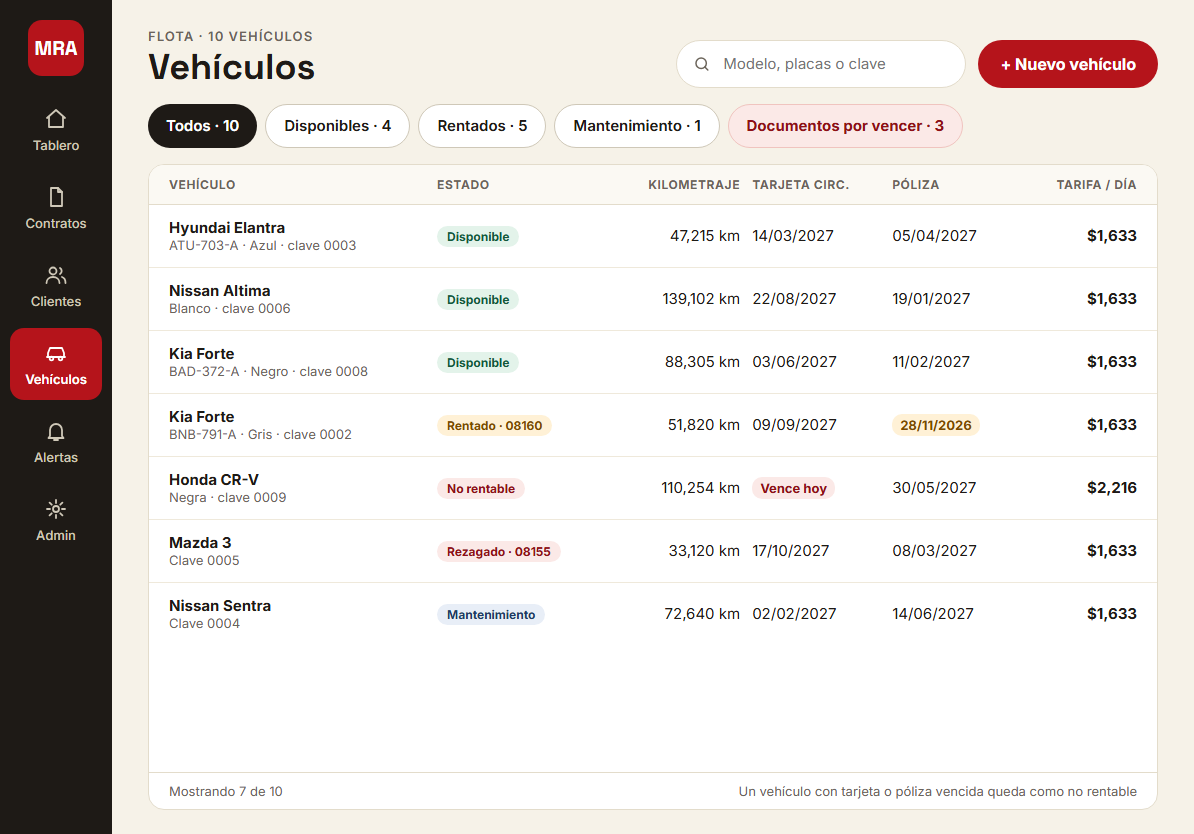 MRA
Tablero
Contratos
Clientes
Vehículos
Alertas
Admin
FLOTA · 10 VEHÍCULOS
Vehículos
Modelo, placas o clave
+ Nuevo vehículo
Todos · 10
Disponibles · 4
Rentados · 5
Mantenimiento · 1
Documentos por vencer · 3
VEHÍCULO ESTADO KILOMETRAJE TARJETA CIRC. PÓLIZA TARIFA / DÍA
Hyundai Elantra
ATU-703-A · Azul · clave 0003
Disponible 47,215 km 14/03/2027 05/04/2027 $1,633
Nissan Altima
Blanco · clave 0006
Disponible 139,102 km 22/08/2027 19/01/2027 $1,633
Kia Forte
BAD-372-A · Negro · clave 0008
Disponible 88,305 km 03/06/2027 11/02/2027 $1,633
Kia Forte
BNB-791-A · Gris · clave 0002
Rentado · 08160 51,820 km 09/09/2027 28/11/2026 $1,633
Honda CR-V
Negra · clave 0009
No rentable 110,254 km Vence hoy 30/05/2027 $2,216
Mazda 3
Clave 0005
Rezagado · 08155 33,120 km 17/10/2027 08/03/2027 $1,633
Nissan Sentra
Clave 0004
Mantenimiento 72,640 km 02/02/2027 14/06/2027 $1,633
Mostrando 7 de 10
Un vehículo con tarjeta o póliza vencida queda como no rentable